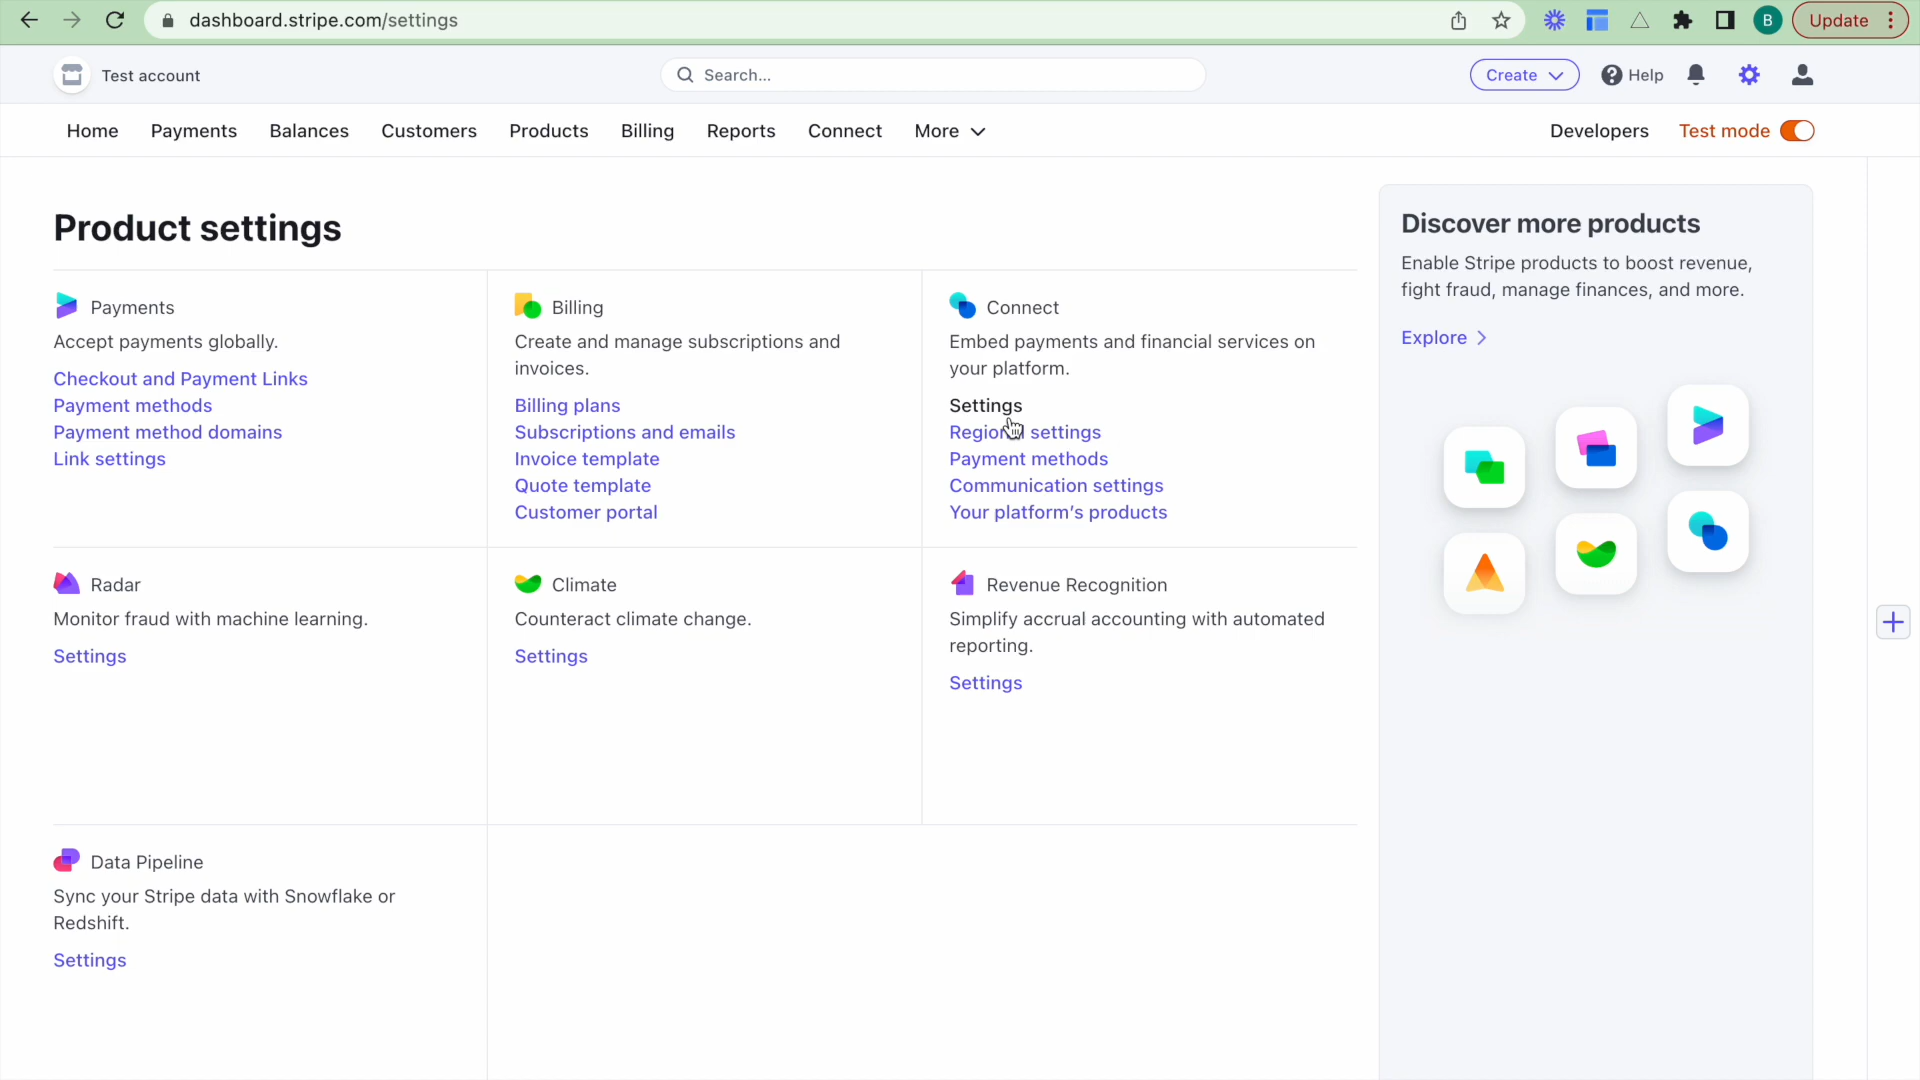 dashboard.stripe.com/settings
B
Update
Test account
Search...
Create
Help
Home
Payments
Balances
Customers
Products
Billing
Reports
Connect
More
Developers
Test mode
Product settings
Payments
Accept payments globally.
Checkout and Payment Links
Payment methods
Payment method domains
Link settings
Billing
Create and manage subscriptions and
invoices.
Billing plans
Subscriptions and emails
Invoice template
Quote template
Customer portal
Connect
Embed payments and financial services on
your platform.
Settings
Regional settings
Payment methods
Communication settings
Your platform's products
Radar
Monitor fraud with machine learning.
Settings
Climate
Counteract climate change.
Settings
Revenue Recognition
Simplify accrual accounting with automated
reporting.
Settings
Data Pipeline
Sync your Stripe data with Snowflake or
Redshift.
Settings
Discover more products
Enable Stripe products to boost revenue,
fight fraud, manage finances, and more.
Explore